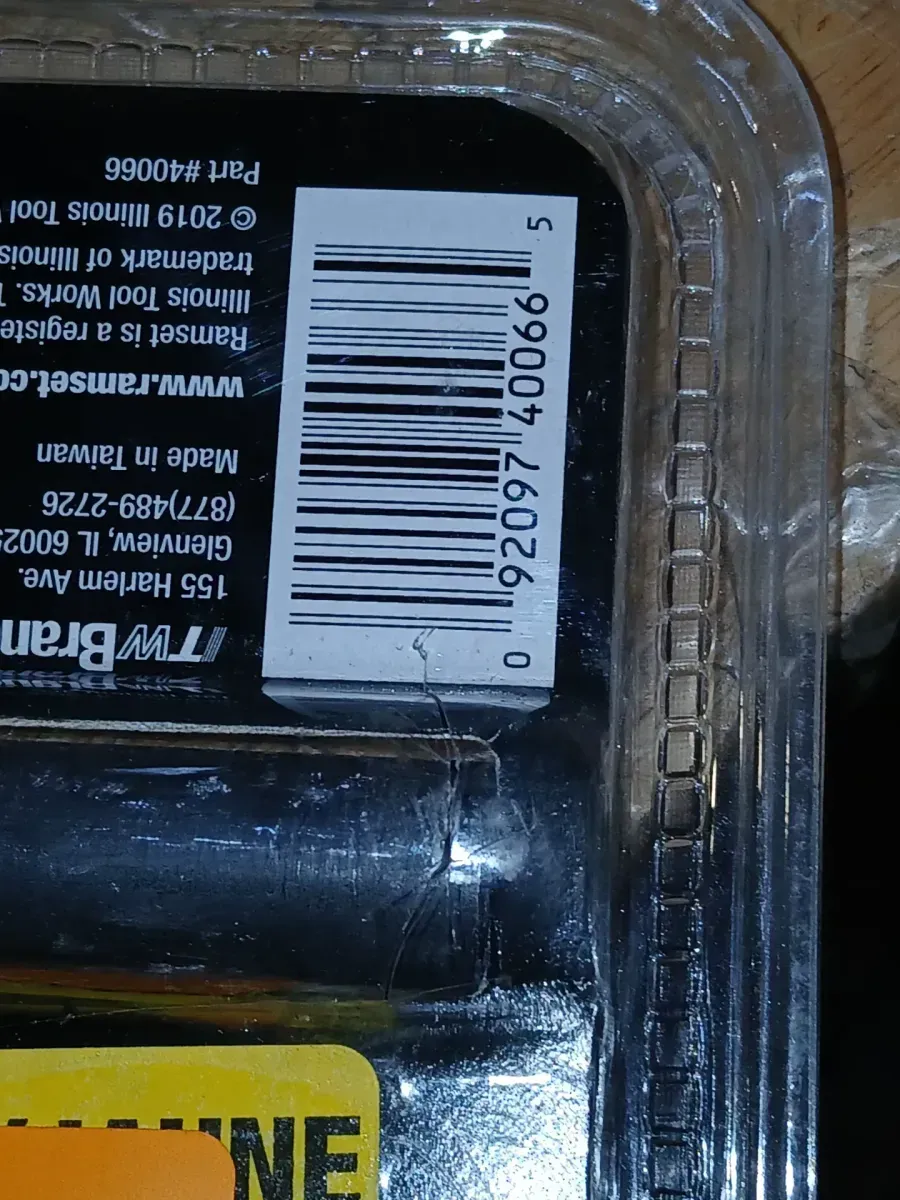 ITW Bran
155 Harlem Ave.
Glenview, IL 6002
(877)489-2726
Made in Taiwan
www.ramset.co
Ramset is a registe
Illinois Tool Works.
trademark of Illinois
© 2019 Illinois Tool
Part #40066
0 92097 40066 5
JAUNE